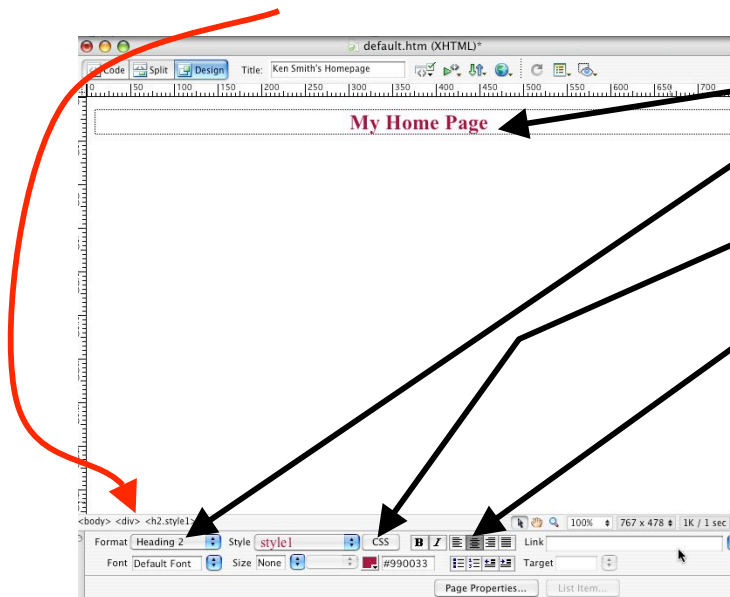 default.htm (XHTML)*
Code Split Design Title: Ken Smith's Homepage
0 50 100 150 200 250 300 350 400 450 500 550 600 650 700
My Home Page
<body> <div> <h2.style1> 100% 767 x 478 1K / 1 sec
Format Heading 2 Style style1 CSS B I Link
Font Default Font Size None #990033 Target
Page Properties... List Item...